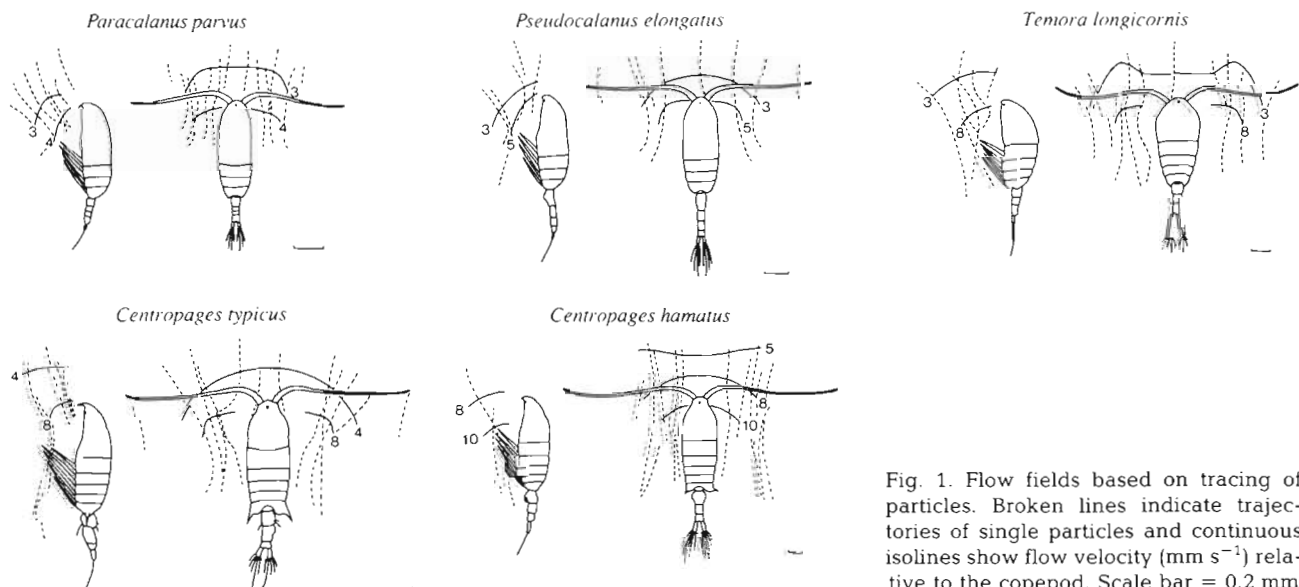 Paracalanus parvus
Pseudocalanus elongatus
Temora longicornis
3
4
3
4
3
5
3
5
3
8
8
3
Centropages typicus
Centropages hamatus
4
8
8
4
8
10
5
8
10
Fig. 1. Flow fields based on tracing of
particles. Broken lines indicate trajec-
tories of single particles and continuous
isolines show flow velocity (mm s⁻¹) rela-
tive to the copepod. Scale bar = 0.2 mm